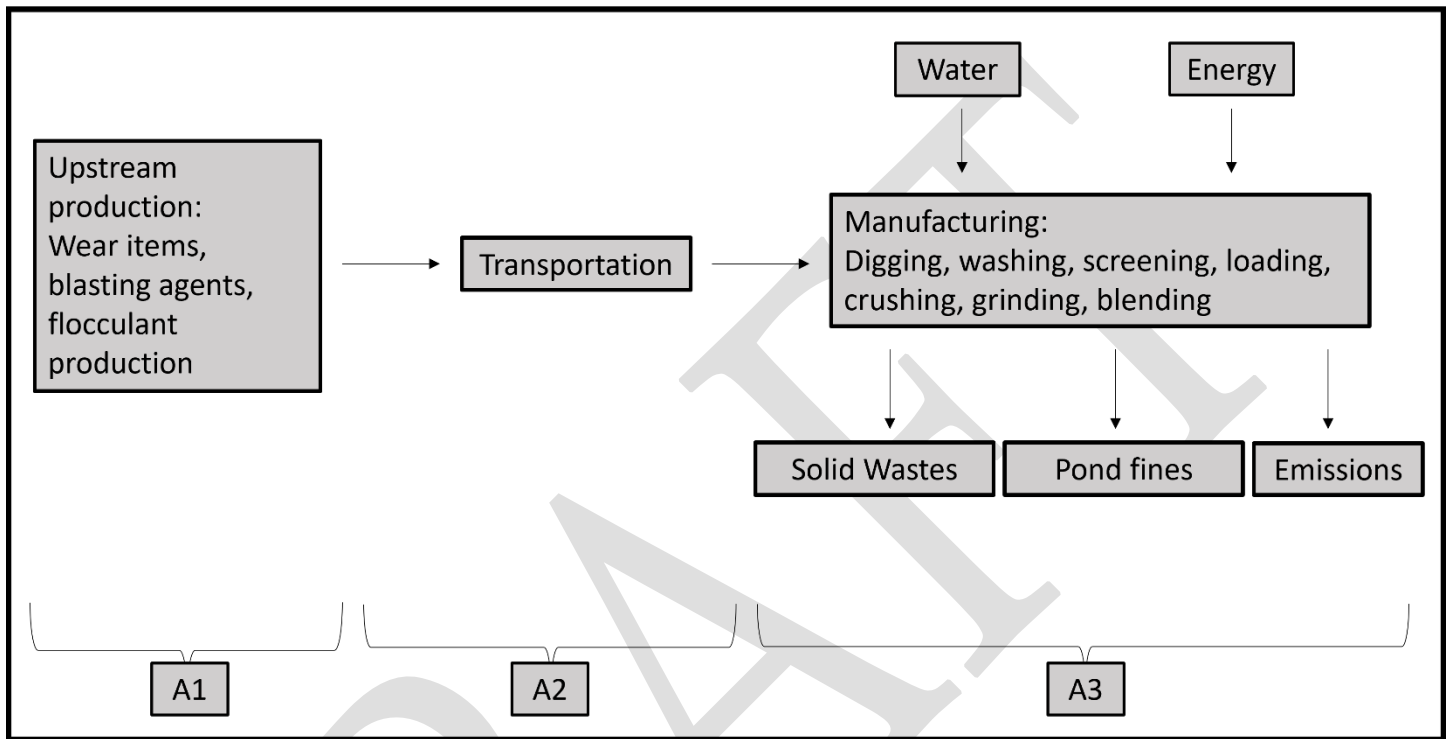 Water
Energy
Upstream
production:
Wear items,
blasting agents,
flocculant
production
Transportation
Manufacturing:
Digging, washing, screening, loading,
crushing, grinding, blending
Solid Wastes
Pond fines
Emissions
A1
A2
A3
DRAFT